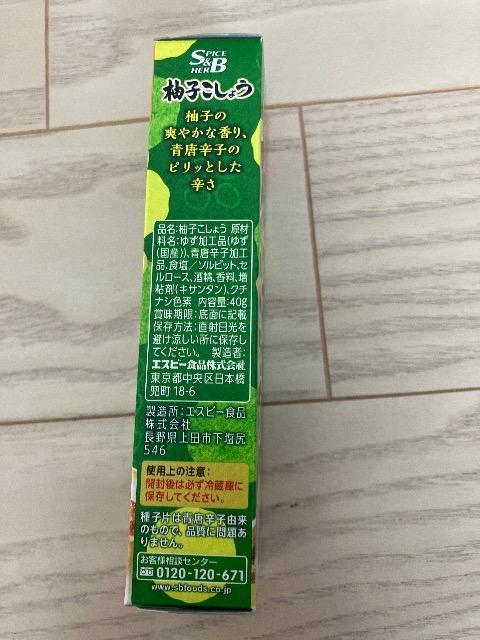 SPICE
&
HERB
S&B
柚子こしょう
柚子の
爽やかな香り、
青唐辛子の
ピリッとした
辛さ
品名:柚子こしょう 原材
料名:ゆず加工品(ゆず
(国産))、青唐辛子加工
品、食塩/ソルビット、セ
ルロース、酒精、香料、増
粘剤(キサンタン)、クチ
ナシ色素 内容量:40g
賞味期限:底面に記載
保存方法:直射日光を
避け涼しい所に保存し
てください。 製造者:
エスビー食品株式会社
東京都中央区日本橋
兜町18-6
製造所:エスビー食品
株式会社
長野県上田市下塩尻
546
使用上の注意:
開封後は必ず冷蔵庫に
保存してください。
種子片は青唐辛子由来
のもので、品質に問題あ
りません。
お客様相談センター
0120-120-671
www.sbfoods.co.jp